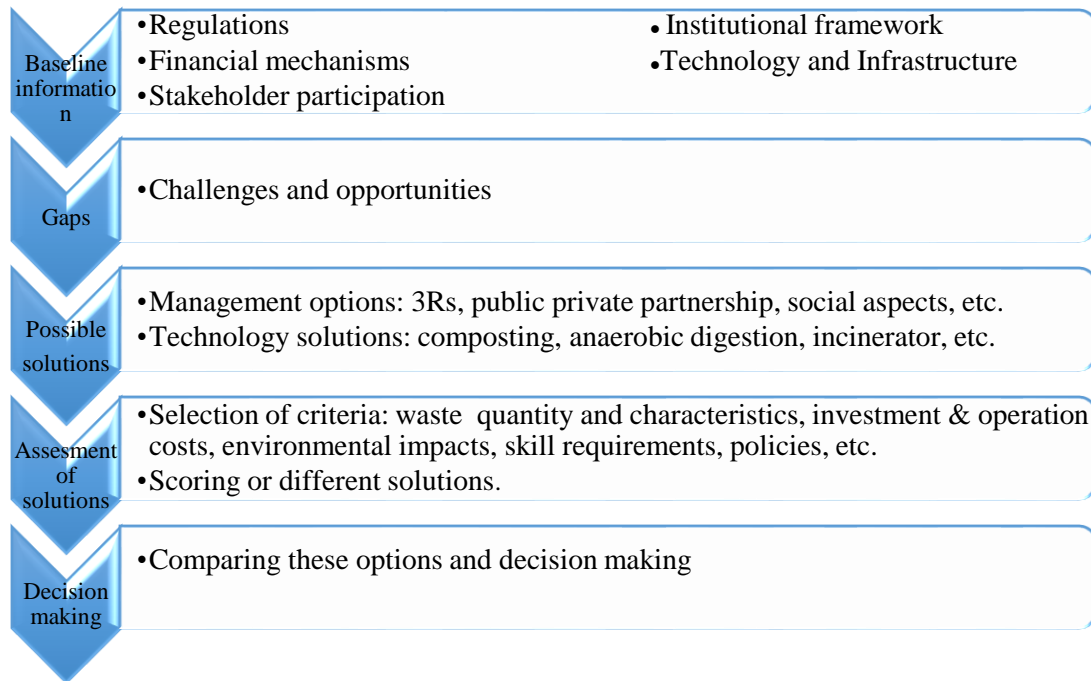 Baseline
informatio
n
•Regulations
•Financial mechanisms
•Stakeholder participation
• Institutional framework
•Technology and Infrastructure
Gaps
•Challenges and opportunities
Possible
solutions
•Management options: 3Rs, public private partnership, social aspects, etc.
•Technology solutions: composting, anaerobic digestion, incinerator, etc.
Assesment
of
solutions
•Selection of criteria: waste quantity and characteristics, investment & operation
costs, environmental impacts, skill requirements, policies, etc.
•Scoring or different solutions.
Decision
making
•Comparing these options and decision making